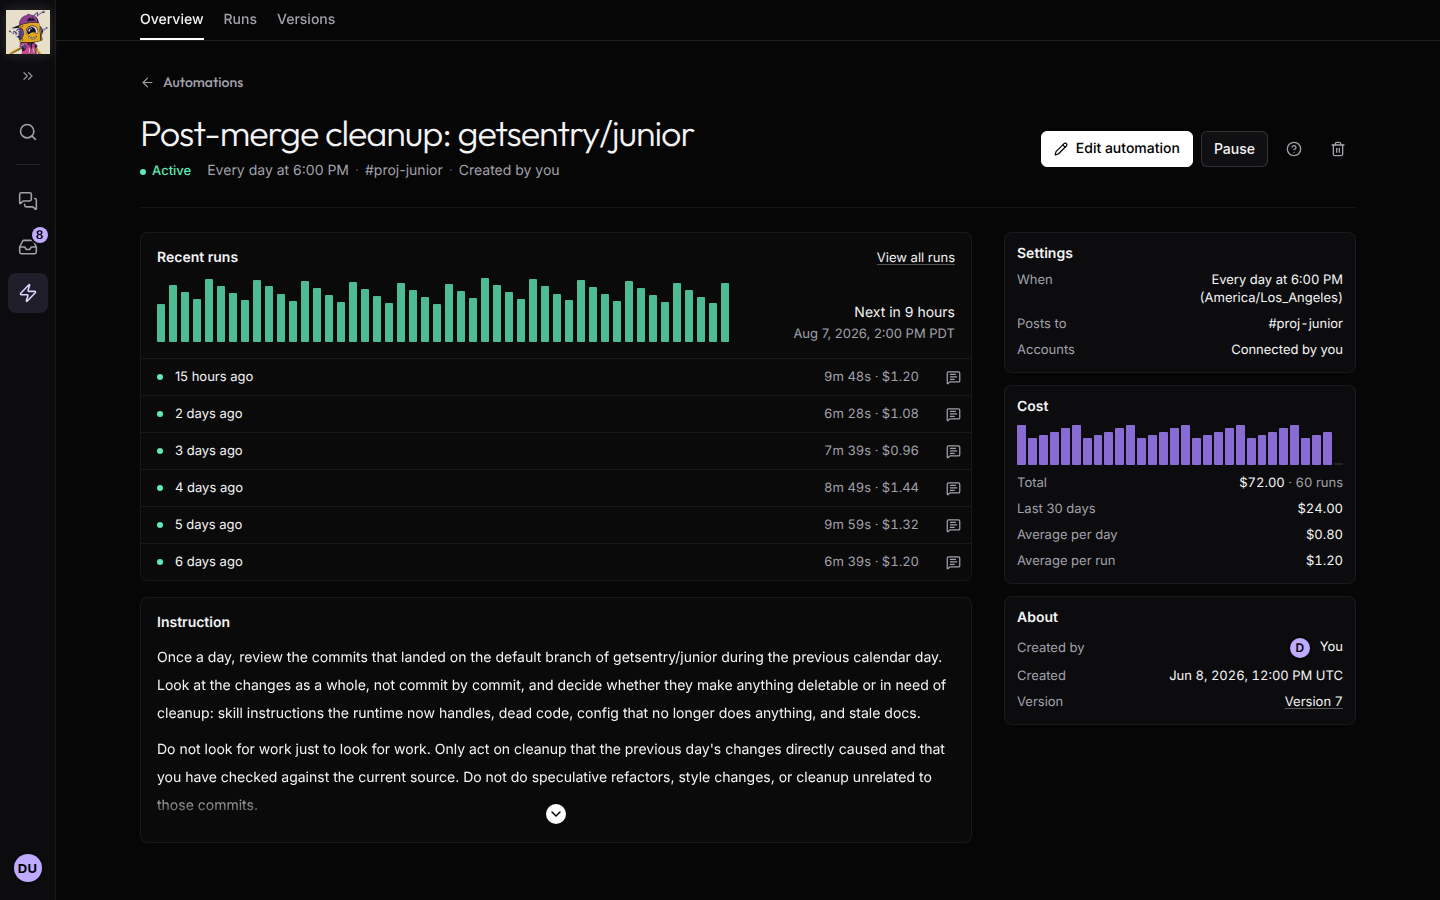 Overview Runs Versions
Automations
Post-merge cleanup: getsentry/junior
Edit automation
Pause
Active Every day at 6:00 PM · #proj-junior · Created by you
8
Recent runs
View all runs
Next in 9 hours
Aug 7, 2026, 2:00 PM PDT
15 hours ago 9m 48s · $1.20
2 days ago 6m 28s · $1.08
3 days ago 7m 39s · $0.96
4 days ago 8m 49s · $1.44
5 days ago 9m 59s · $1.32
6 days ago 6m 39s · $1.20
Instruction
Once a day, review the commits that landed on the default branch of getsentry/junior during the previous calendar day.
Look at the changes as a whole, not commit by commit, and decide whether they make anything deletable or in need of
cleanup: skill instructions the runtime now handles, dead code, config that no longer does anything, and stale docs.
Do not look for work just to look for work. Only act on cleanup that the previous day's changes directly caused and that
you have checked against the current source. Do not do speculative refactors, style changes, or cleanup unrelated to
those commits.
Settings
When Every day at 6:00 PM
(America/Los_Angeles)
Posts to #proj-junior
Accounts Connected by you
Cost
Total $72.00 · 60 runs
Last 30 days $24.00
Average per day $0.80
Average per run $1.20
About
Created by D You
Created Jun 8, 2026, 12:00 PM UTC
Version Version 7
DU